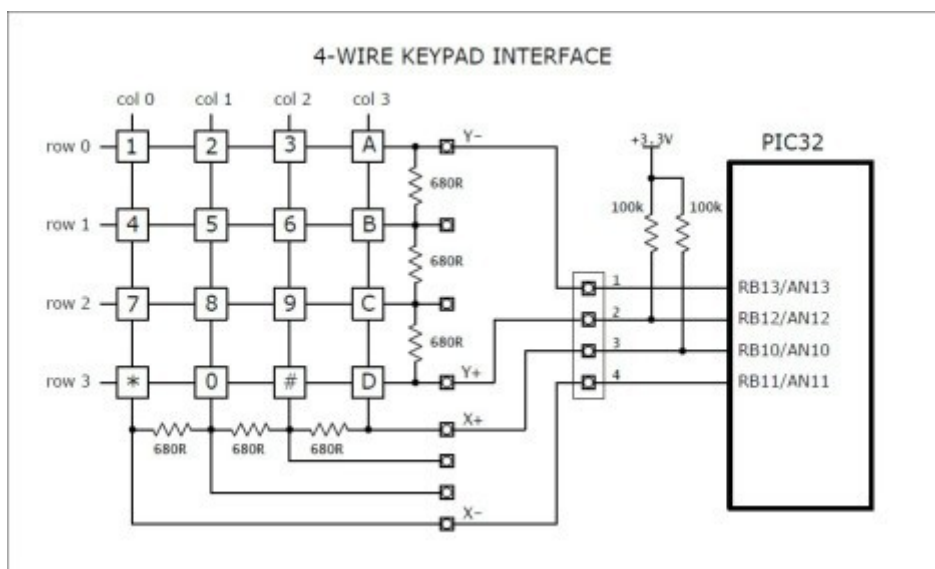 4-WIRE KEYPAD INTERFACE
col 0 col 1 col 2 col 3
row 0 1 2 3 A Y-
680R
+3.3V
PIC32
row 1 4 5 6 B
100k 100k
680R
row 2 7 8 9 C
1 RB13/AN13
2 RB12/AN12
680R
3 RB10/AN10
row 3 * 0 # D Y+
4 RB11/AN11
X+
680R 680R 680R
X-